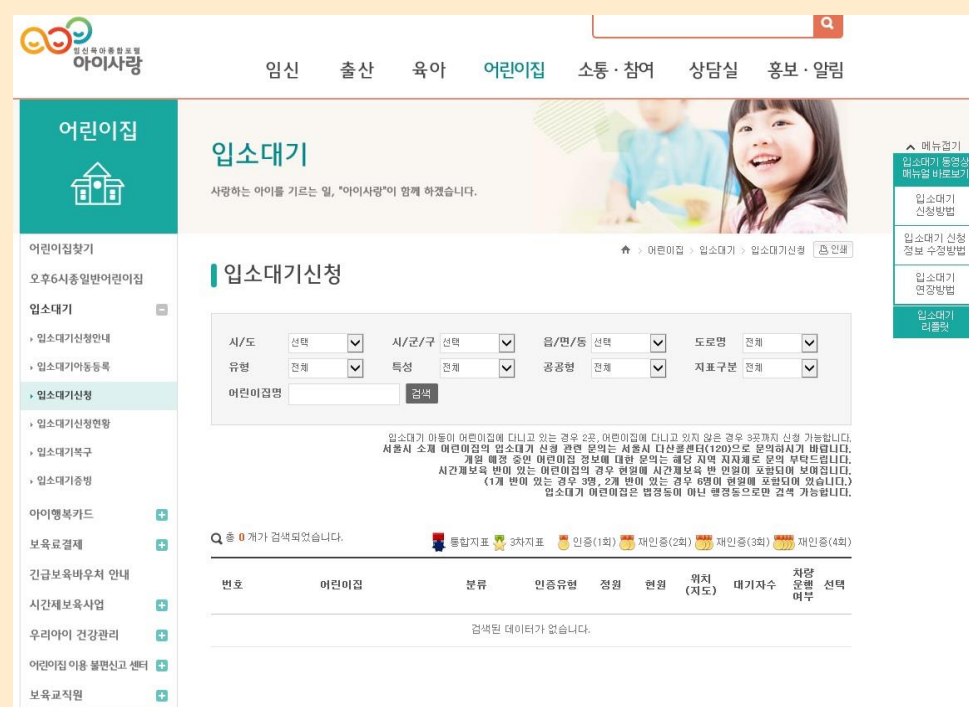 임신육아종합포털
아이사랑
임신 출산 육아 어린이집 소통·참여 상담실 홍보·알림
어린이집
입소대기
사랑하는 아이를 기르는 일, "아이사랑"이 함께 하겠습니다.
메뉴접기
입소대기 동영상
매뉴얼 바로보기
입소대기
신청방법
입소대기 신청
정보 수정방법
입소대기
연장방법
입소대기
리플릿
어린이집찾기
오후6시종일반어린이집
입소대기
입소대기신청안내
입소대기아동등록
입소대기신청
입소대기신청현황
입소대기복구
입소대기증빙
아이행복카드
보육료결제
긴급보육바우처 안내
시간제보육사업
우리아이 건강관리
어린이집 이용 불편신고 센터
보육교직원
> 어린이집 > 입소대기 > 입소대기신청 인쇄
입소대기신청
시/도 선택 시/군/구 선택 읍/면/동 선택 도로명 전체
유형 전체 특성 전체 공공형 전체 지표구분 전체
어린이집명 검색
입소대기 아동이 어린이집에 다니고 있는 경우 2곳, 어린이집에 다니고 있지 않은 경우 3곳까지 신청 가능합니다.
서울시 소재 어린이집의 입소대기 신청 관련 문의는 서울시 다산콜센터(120)으로 문의하시기 바랍니다.
개원 예정 중인 어린이집 정보에 대한 문의는 해당 지역 지자체로 문의 부탁드립니다.
시간제보육 반이 있는 어린이집의 경우 현원에 시간제보육 반 인원이 포함되어 보여집니다.
(1개 반이 있는 경우 3명, 2개 반이 있는 경우 6명이 현원에 포함되어 있습니다.)
입소대기 어린이집은 법정동이 아닌 행정동으로만 검색 가능합니다.
총 0 개가 검색되었습니다. 통합지표 3차지표 인증(1회) 재인증(2회) 재인증(3회) 재인증(4회)
번호 어린이집 분류 인증유형 정원 현원 위치(지도) 대기자수 차량운행여부 선택
검색된 데이터가 없습니다.